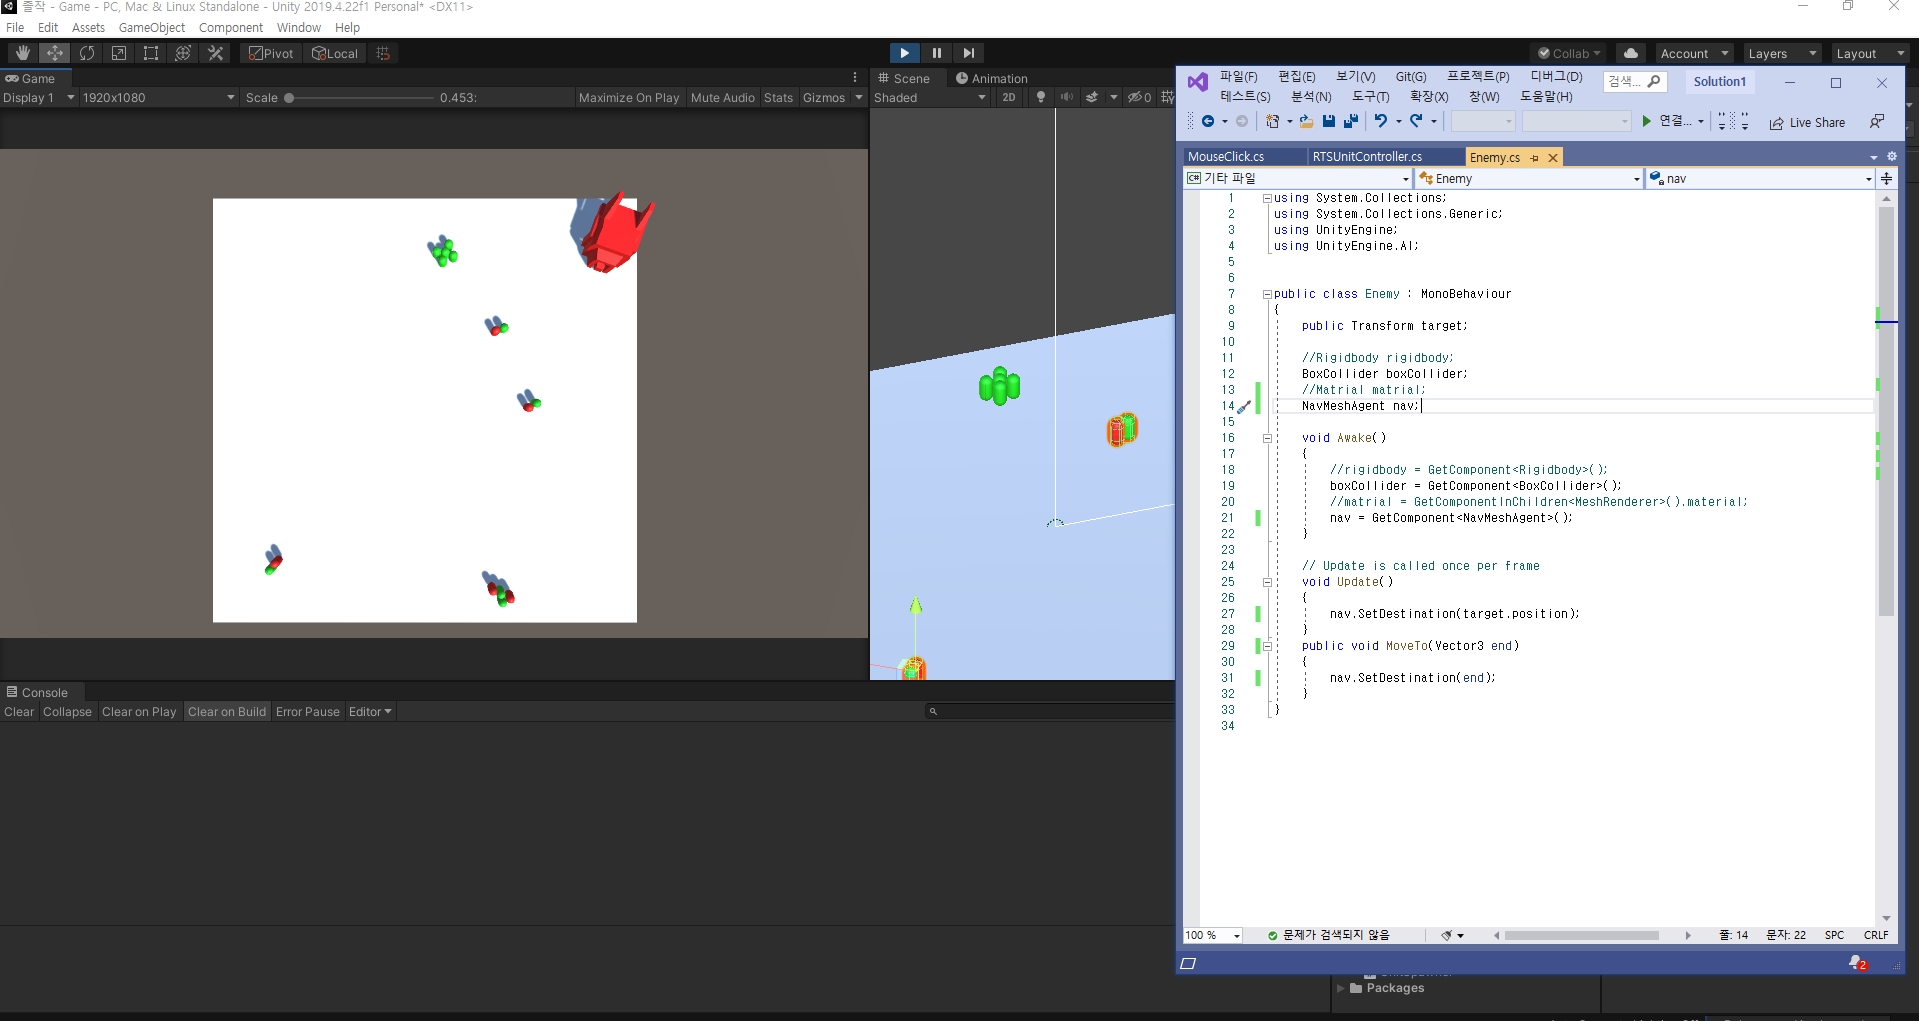 졸작 - Game - PC, Mac & Linux Standalone - Unity 2019.4.22f1 Personal* <DX11>
File Edit Assets GameObject Component Window Help
Pivot Local Collab Account Layers Layout
Game
Display 1 1920x1080 Scale 0.453: Maximize On Play Mute Audio Stats Gizmos
Scene Animation
Shaded 2D 0
파일(F) 편집(E) 보기(V) Git(G) 프로젝트(P) 디버그(D) 검색... Solution1
테스트(S) 분석(N) 도구(T) 확장(X) 창(W) 도움말(H)
연결... Live Share
MouseClick.cs RTSUnitController.cs Enemy.cs
C# 기타 파일 Enemy nav
1 using System.Collections;
2 using System.Collections.Generic;
3 using UnityEngine;
4 using UnityEngine.AI;
5
6
7 public class Enemy : MonoBehaviour
8 {
9 public Transform target;
10
11 //Rigidbody rigidbody;
12 BoxCollider boxCollider;
13 //Matrial matrial;
14 NavMeshAgent nav;
15
16 void Awake()
17 {
18 //rigidbody = GetComponent<Rigidbody>();
19 boxCollider = GetComponent<BoxCollider>();
20 //matrial = GetComponentInChildren<MeshRenderer>().material;
21 nav = GetComponent<NavMeshAgent>();
22 }
23
24 // Update is called once per frame
25 void Update()
26 {
27 nav.SetDestination(target.position);
28 }
29 public void MoveTo(Vector3 end)
30 {
31 nav.SetDestination(end);
32 }
33 }
34
100 % 문제가 검색되지 않음 줄: 14 문자: 22 SPC CRLF
2
Console
Clear Collapse Clear on Play Clear on Build Error Pause Editor
Packages